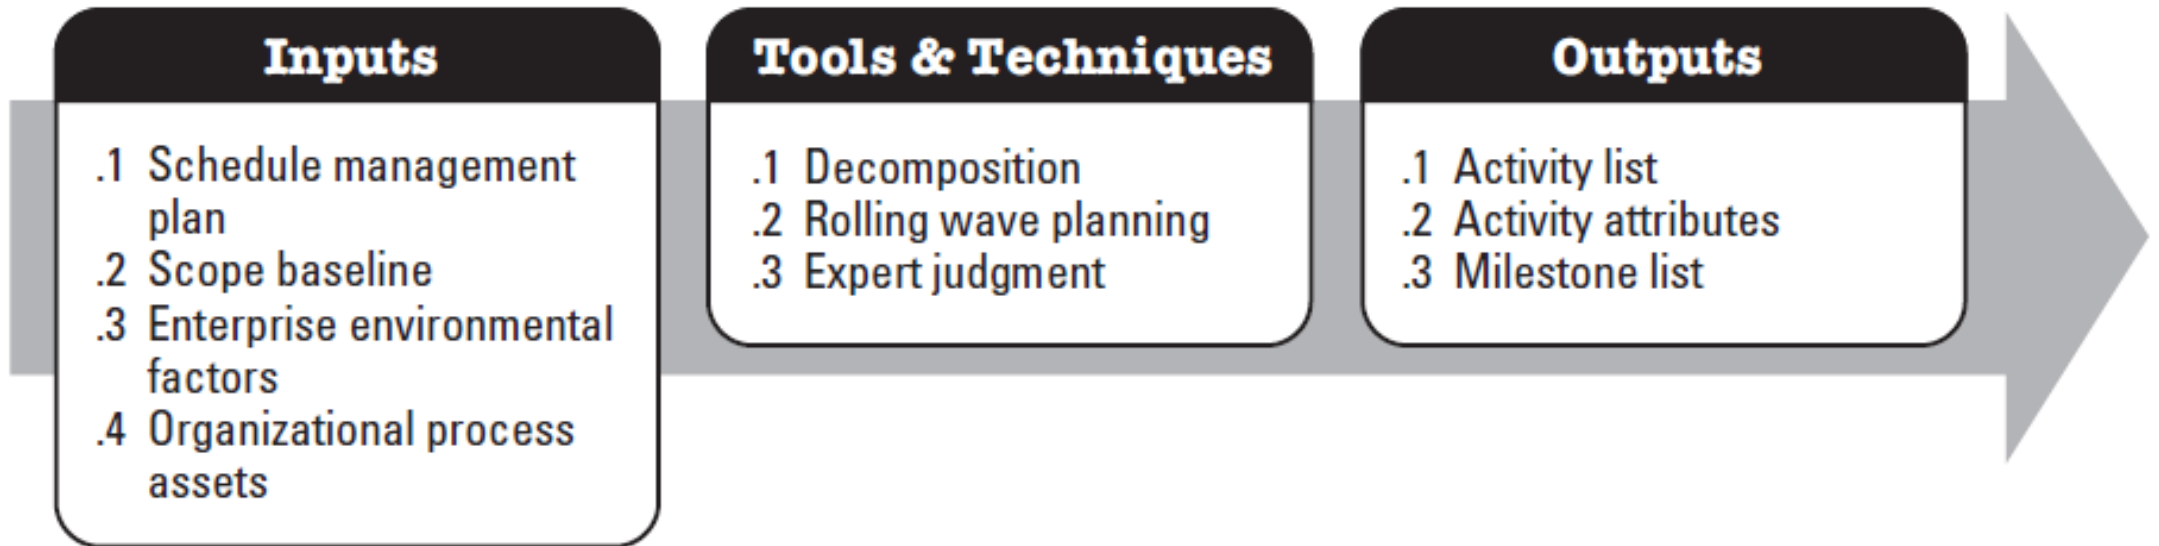 Inputs
.1 Schedule management
plan
.2 Scope baseline
.3 Enterprise environmental
factors
.4 Organizational process
assets
Tools & Techniques
.1 Decomposition
.2 Rolling wave planning
.3 Expert judgment
Outputs
.1 Activity list
.2 Activity attributes
.3 Milestone list